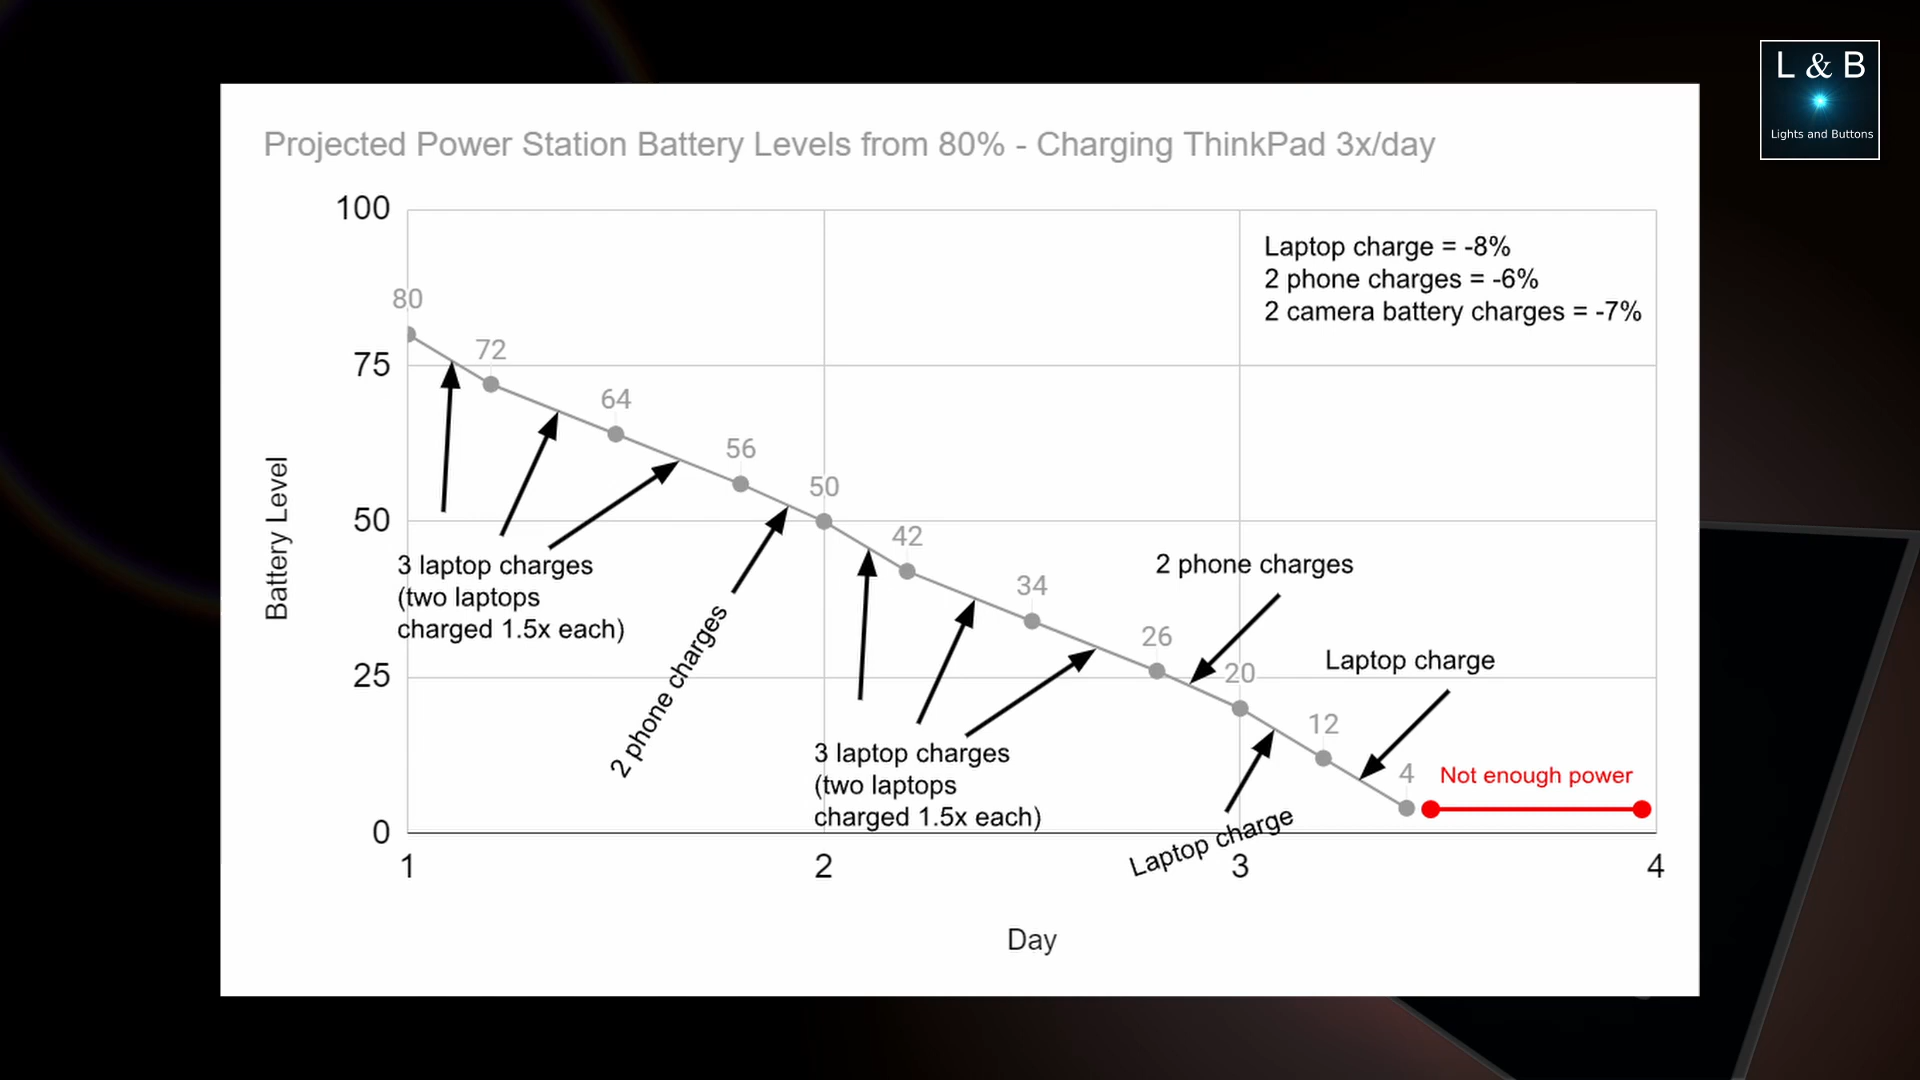 L & B
Lights and Buttons
Projected Power Station Battery Levels from 80% - Charging ThinkPad 3x/day
100
75
50
25
0
Battery Level
Laptop charge = -8%
2 phone charges = -6%
2 camera battery charges = -7%
80
72
64
56
50
42
34
26
20
12
4
3 laptop charges
(two laptops
charged 1.5x each)
2 phone charges
3 laptop charges
(two laptops
charged 1.5x each)
2 phone charges
Laptop charge
Laptop charge
Not enough power
1
2
3
4
Day